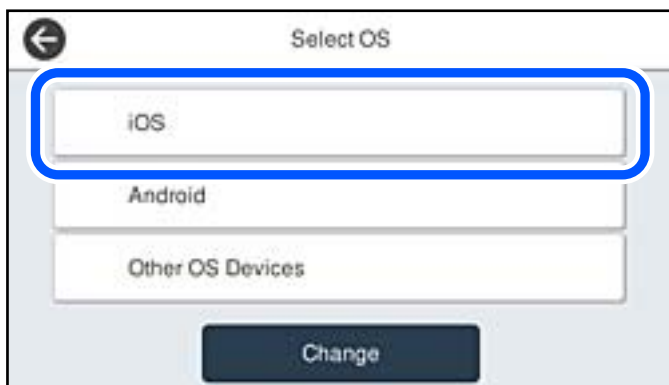 Select OS
iOS
Android
Other OS Devices
Change